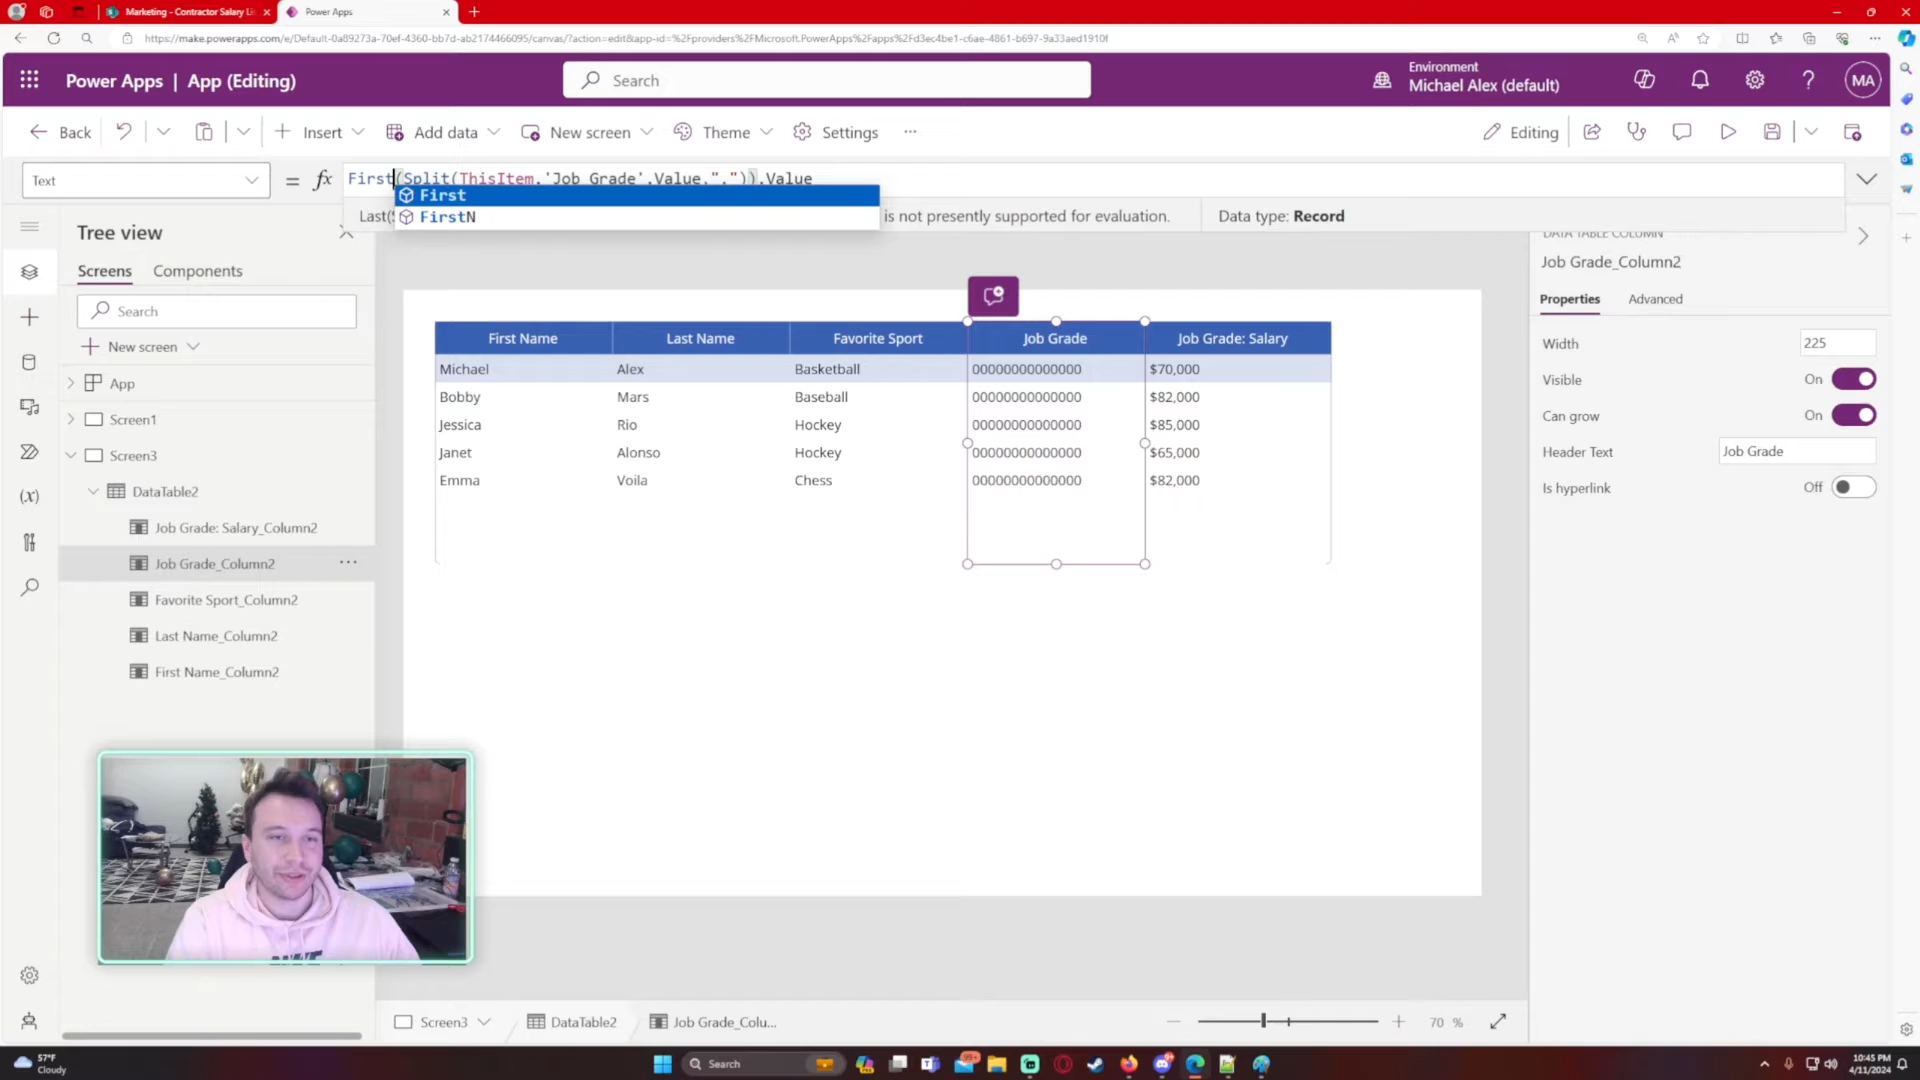 Marketing - Contractor Salary Li
Power Apps
https://make.powerapps.com/e/Default-0a89273a-70ef-4360-bb7d-ab2174466095/canvas/?action=edit&app-id=%2Fproviders%2FMicrosoft.PowerApps%2Fapps%2Fd3ec4be1-c6ae-4861-b697-9a33aed1910f
Power Apps | App (Editing)
Search
Environment
Michael Alex (default)
MA
Back
Insert
Add data
New screen
Theme
Settings
Editing
Text
= fx First(Split(ThisItem.'Job Grade'.Value,".")).Value
First
FirstN
Last(
is not presently supported for evaluation.
Data type: Record
Tree view
Screens
Components
Search
New screen
App
Screen1
Screen3
DataTable2
Job Grade: Salary_Column2
Job Grade_Column2
Favorite Sport_Column2
Last Name_Column2
First Name_Column2
First Name Last Name Favorite Sport Job Grade Job Grade: Salary
Michael Alex Basketball 00000000000000 $70,000
Bobby Mars Baseball 00000000000000 $82,000
Jessica Rio Hockey 00000000000000 $85,000
Janet Alonso Hockey 00000000000000 $65,000
Emma Voila Chess 00000000000000 $82,000
DATA TABLE COLUMN
Job Grade_Column2
Properties
Advanced
Width 225
Visible On
Can grow On
Header Text Job Grade
Is hyperlink Off
Screen3
DataTable2
Job Grade_Colu...
70 %
57°F
Cloudy
Search
99+
10:45 PM
4/11/2024